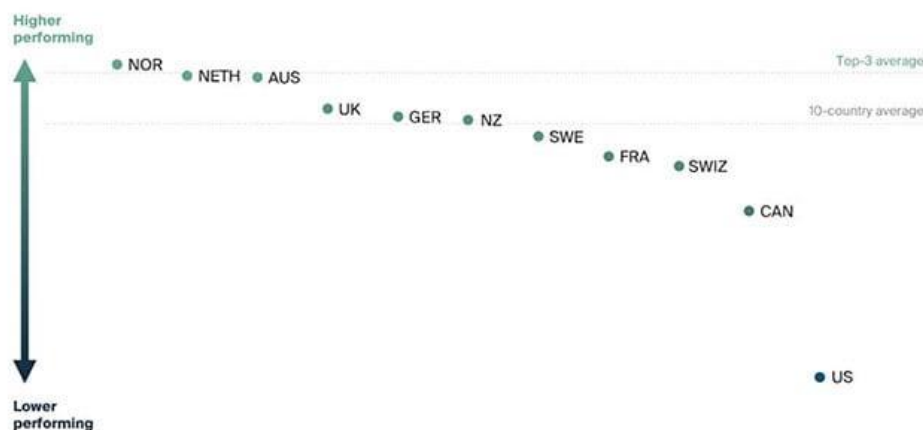 Higher
performing
NOR
NETH
AUS
Top-3 average
UK
GER
NZ
10-country average
SWE
FRA
SWIZ
CAN
US
Lower
performing